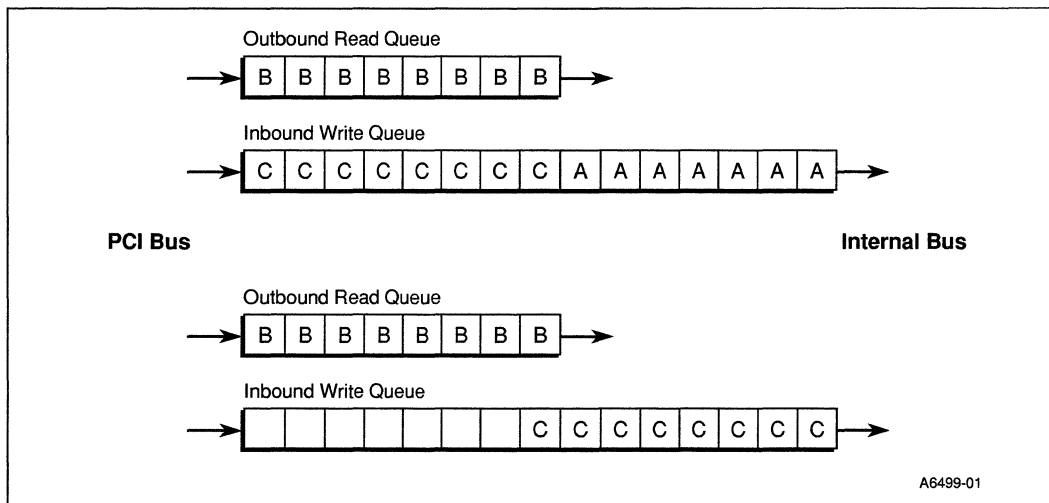 Outbound Read Queue
B B B B B B B B
Inbound Write Queue
C C C C C C C C A A A A A A A
PCI Bus
Internal Bus
Outbound Read Queue
B B B B B B B B
Inbound Write Queue
C C C C C C C C
A6499-01